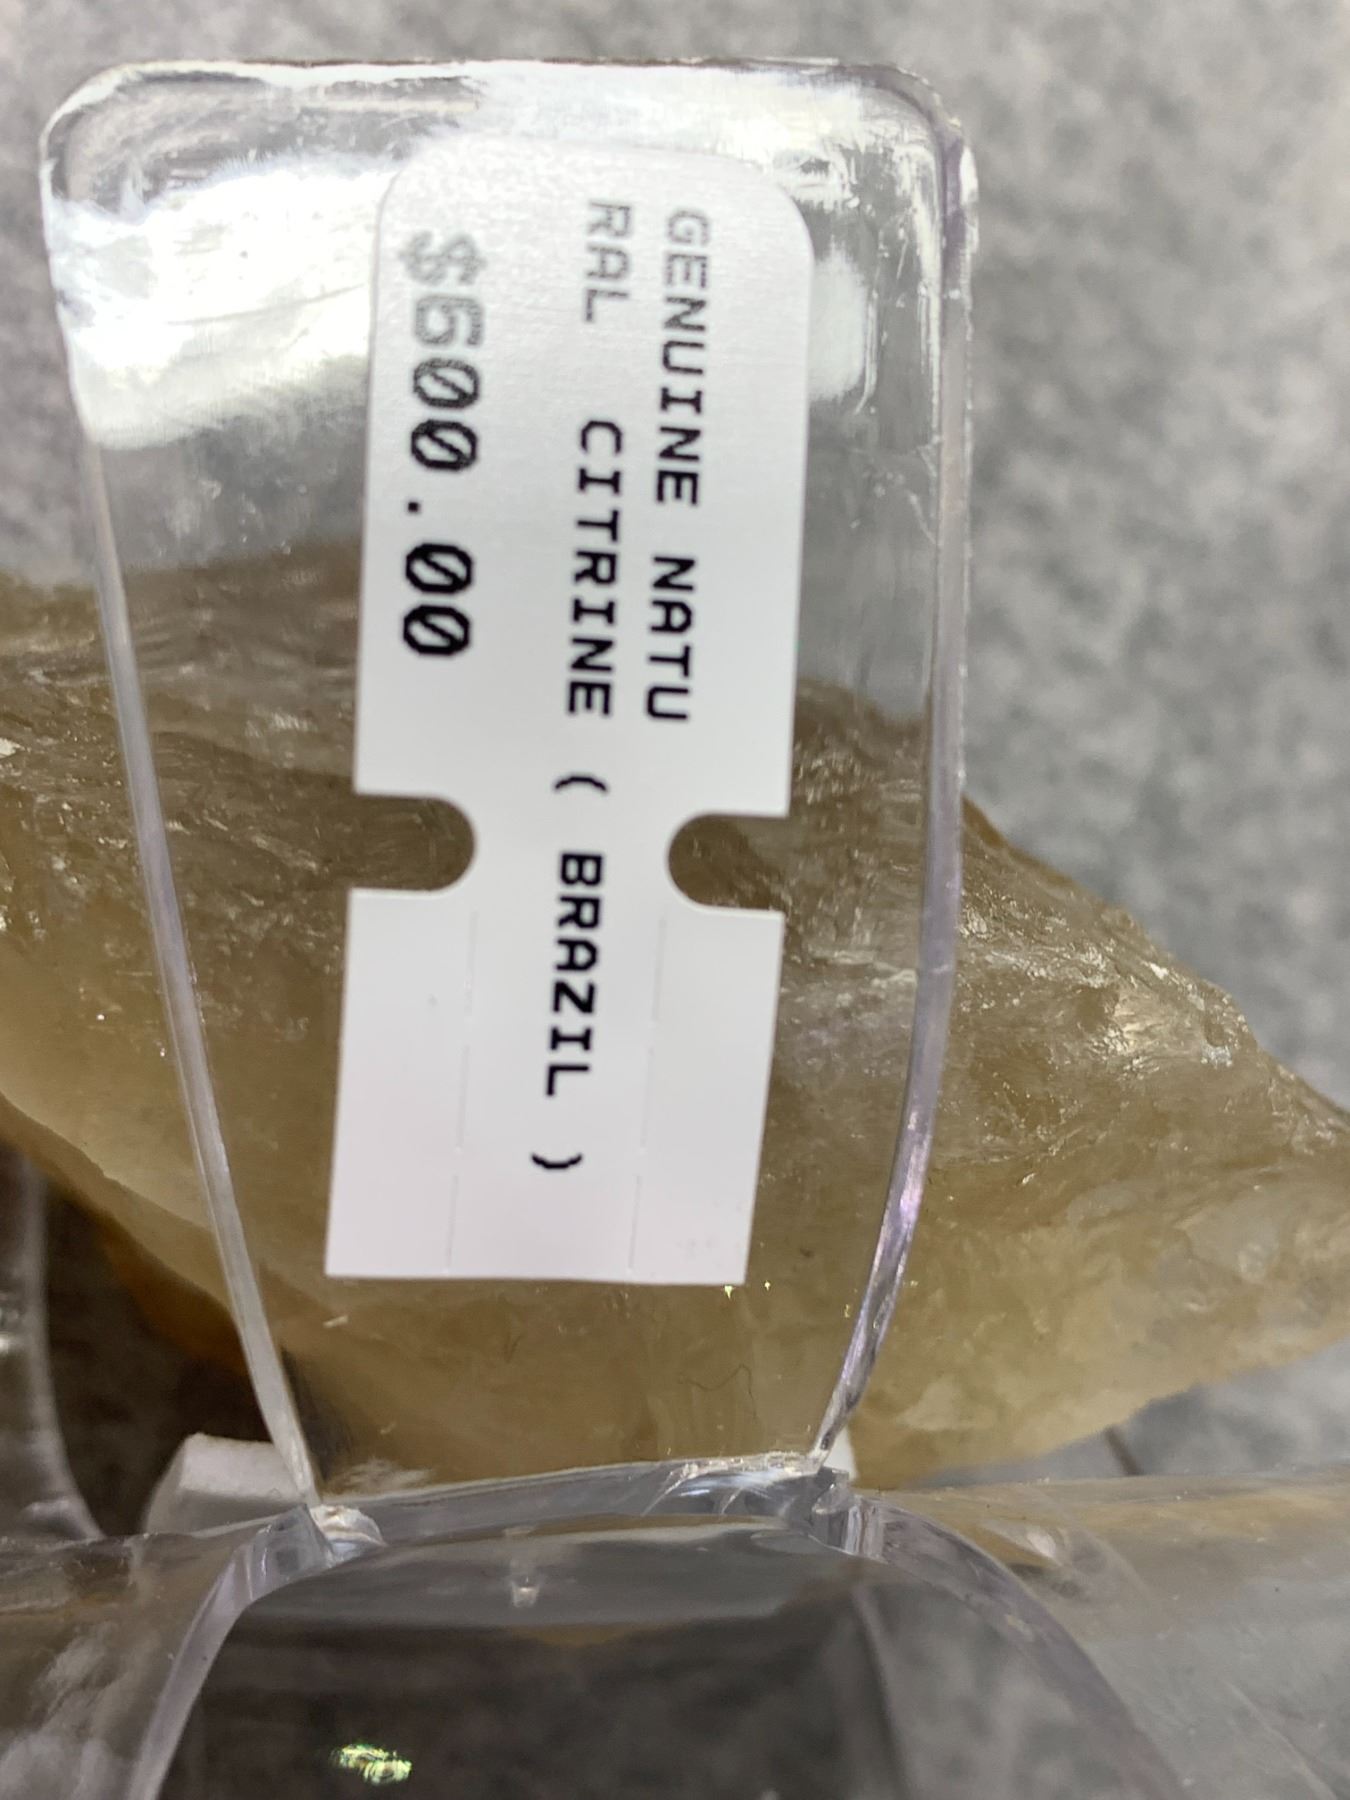 GENUINE NATU
RAL CITRINE ( BRAZIL )
$600.00